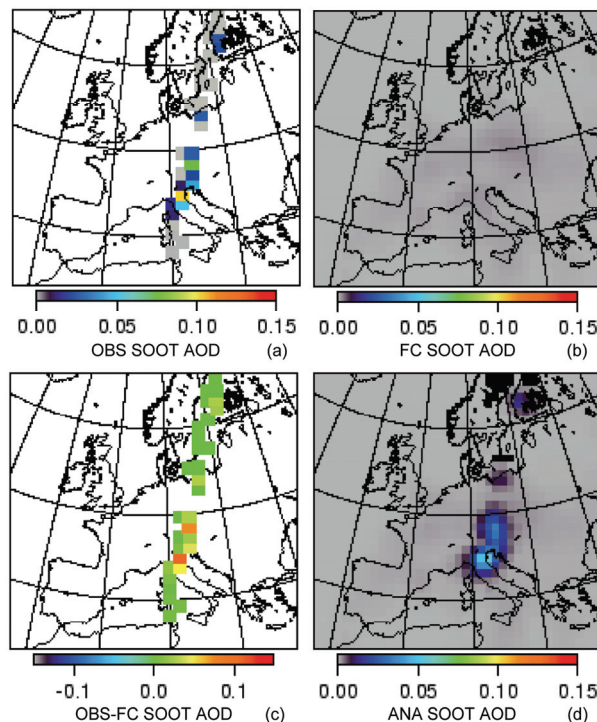 0.00 0.05 0.10 0.15
OBS SOOT AOD (a)
0.00 0.05 0.10 0.15
FC SOOT AOD (b)
-0.1 0.0 0.1
OBS-FC SOOT AOD (c)
0.00 0.05 0.10 0.15
ANA SOOT AOD (d)